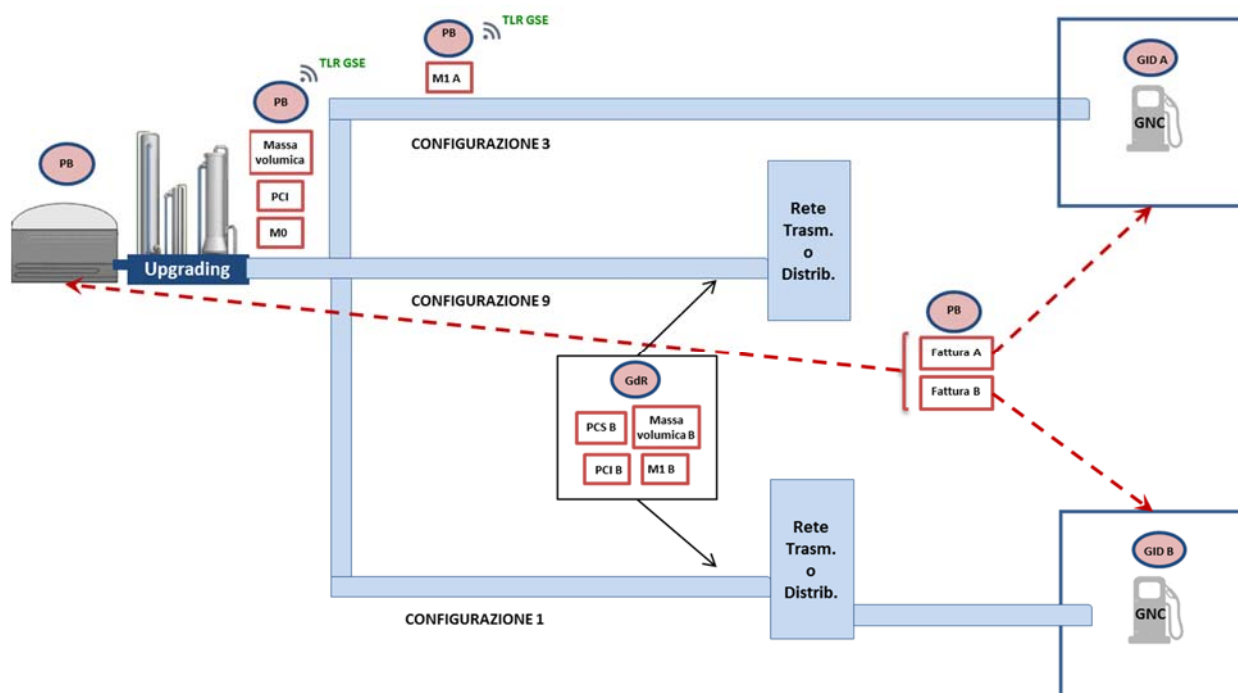 PB
TLR GSE
M1 A
TLR GSE
PB
Massa
volumica
PCI
M0
PB
Upgrading
CONFIGURAZIONE 3
GID A
GNC
Rete
Trasm.
o
Distrib.
CONFIGURAZIONE 9
PB
Fattura A
Fattura B
GdR
PCS B
Massa
volumica B
PCI B
M1 B
Rete
Trasm.
o
Distrib.
CONFIGURAZIONE 1
GID B
GNC